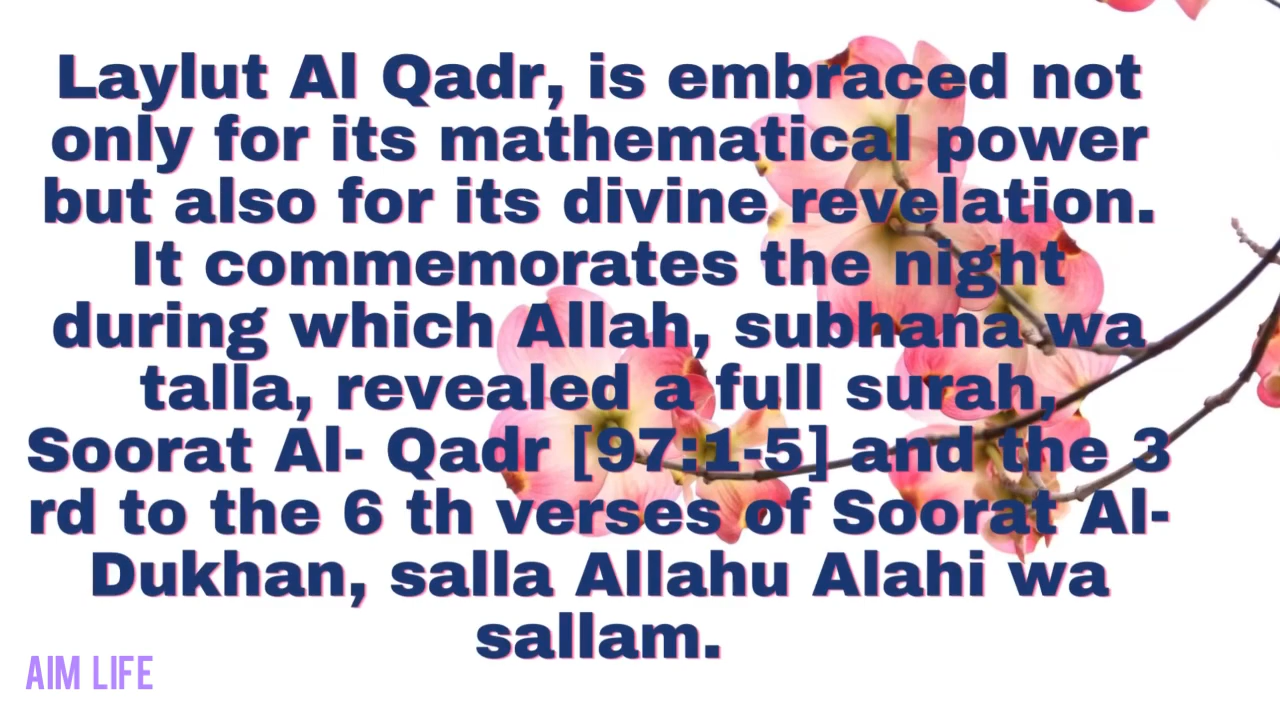 Laylut Al Qadr, is embraced not
only for its mathematical power
but also for its divine revelation.
It commemorates the night
during which Allah, subhana wa
talla, revealed a full surah,
Soorat Al- Qadr [97:1-5] and the 3
rd to the 6 th verses of Soorat Al-
Dukhan, salla Allahu Alahi wa
sallam.
AIM LIFE